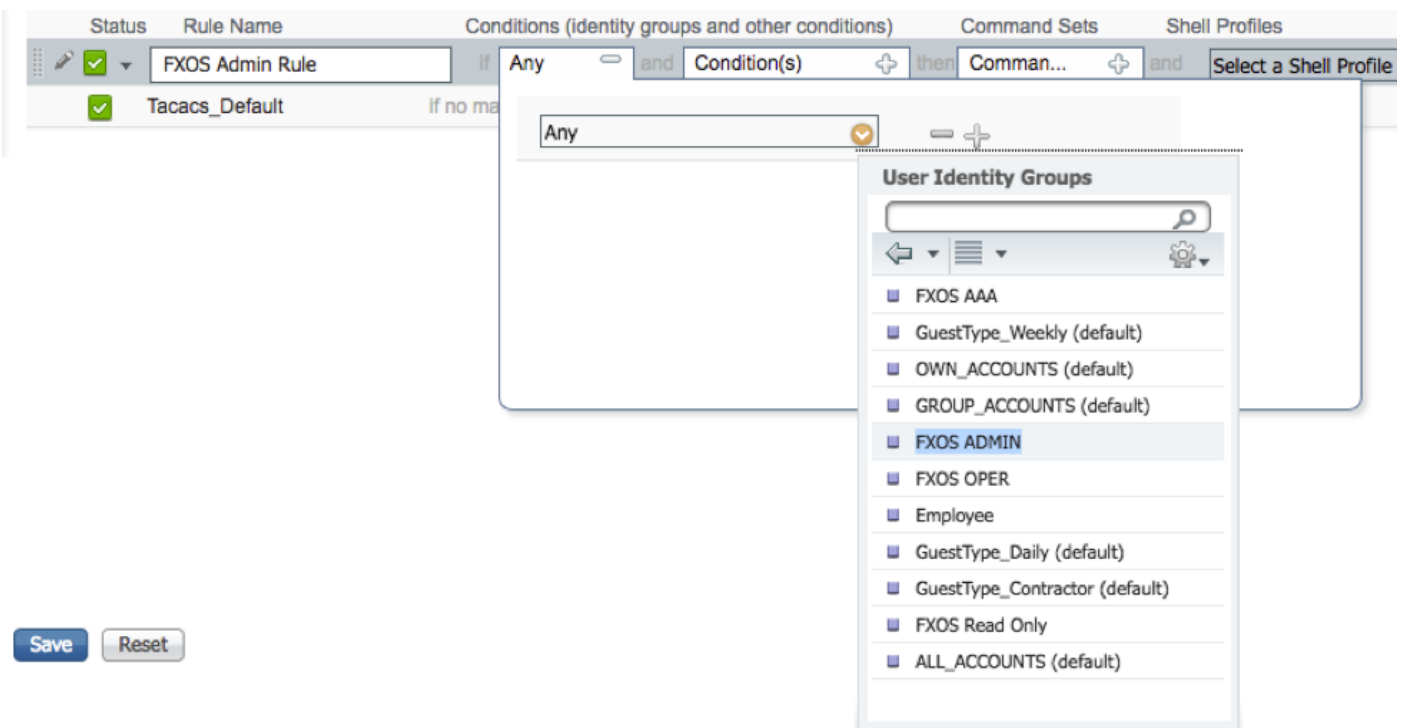 Status Rule Name Conditions (identity groups and other conditions) Command Sets Shell Profiles
FXOS Admin Rule if Any and Condition(s) then Comman... and Select a Shell Profile
Tacacs_Default if no ma
Any
User Identity Groups
FXOS AAA
GuestType_Weekly (default)
OWN_ACCOUNTS (default)
GROUP_ACCOUNTS (default)
FXOS ADMIN
FXOS OPER
Employee
GuestType_Daily (default)
GuestType_Contractor (default)
FXOS Read Only
ALL_ACCOUNTS (default)
Save Reset